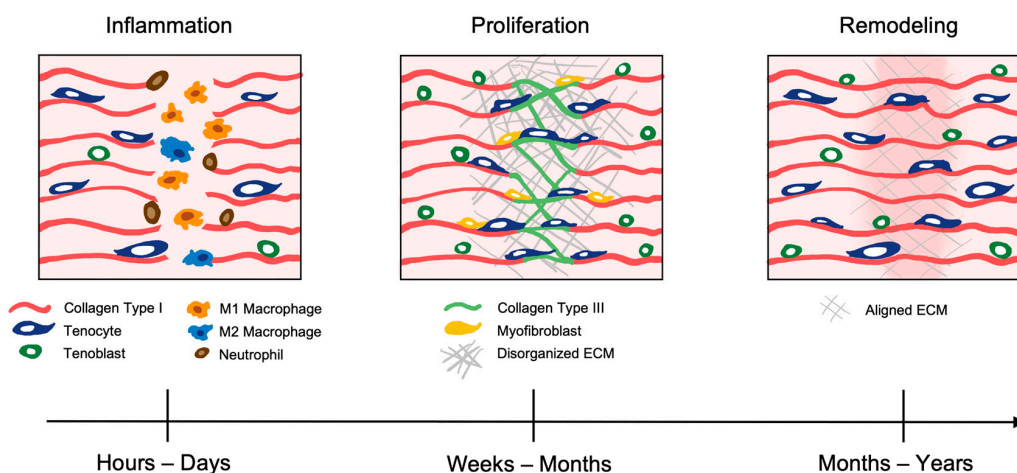 Inflammation
Proliferation
Remodeling
Collagen Type I
M1 Macrophage
Tenocyte
M2 Macrophage
Tenoblast
Neutrophil
Collagen Type III
Myofibroblast
Disorganized ECM
Aligned ECM
Hours – Days
Weeks – Months
Months – Years